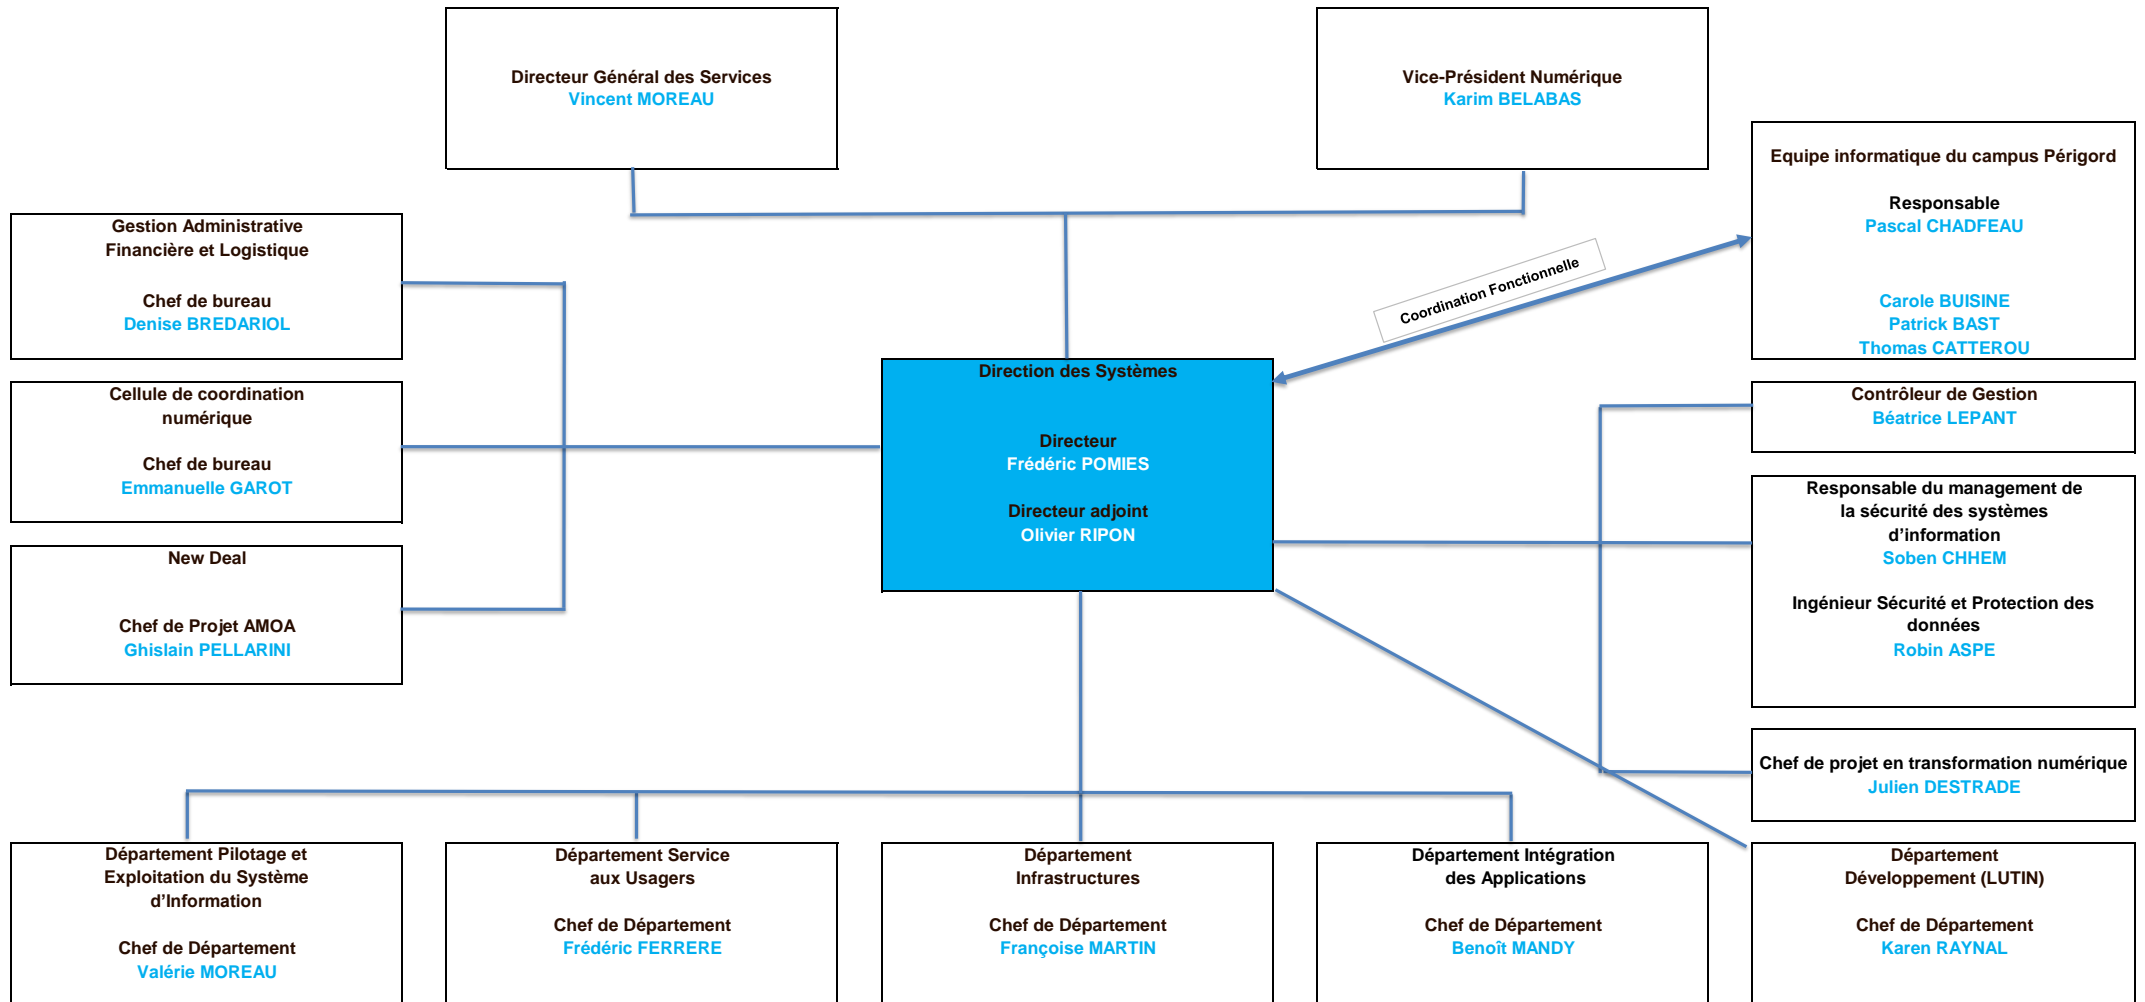 Directeur Général des Services
Vincent MOREAU
Vice-Président Numérique
Karim BELABAS
Equipe informatique du campus Périgord
Responsable
Pascal CHADFEAU
Carole BUISINE
Patrick BAST
Thomas CATTEROU
Gestion Administrative
Financière et Logistique
Chef de bureau
Denise BREDARIOL
Coordination Fonctionnelle
Cellule de coordination
numérique
Chef de bureau
Emmanuelle GAROT
Direction des Systèmes
Directeur
Frédéric POMIES
Directeur adjoint
Olivier RIPON
Contrôleur de Gestion
Béatrice LEPANT
Responsable du management de
la sécurité des systèmes
d'information
Soben CHHEM
Ingénieur Sécurité et Protection des
données
Robin ASPE
New Deal
Chef de Projet AMOA
Ghislain PELLARINI
Chef de projet en transformation numérique
Julien DESTRADE
Département Pilotage et
Exploitation du Système
d'Information
Chef de Département
Valérie MOREAU
Département Service
aux Usagers
Chef de Département
Frédéric FERRERE
Département
Infrastructures
Chef de Département
Françoise MARTIN
Département Intégration
des Applications
Chef de Département
Benoît MANDY
Département
Développement (LUTIN)
Chef de Département
Karen RAYNAL